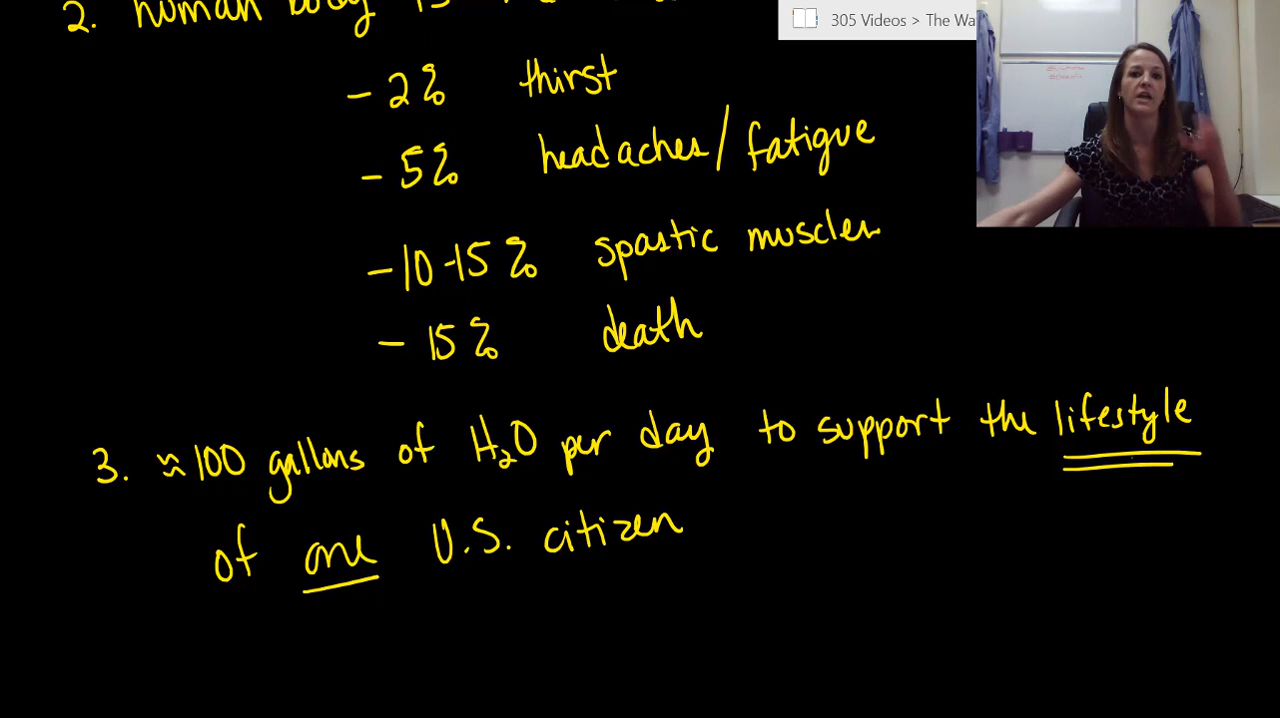 2. human body is
305 Videos > The Wa
- 2% thirst
- 5% headaches/fatigue
- 10-15% spastic muscles
- 15% death
3. ≈100 gallons of H₂O per day to support the lifestyle
of one U.S. citizen